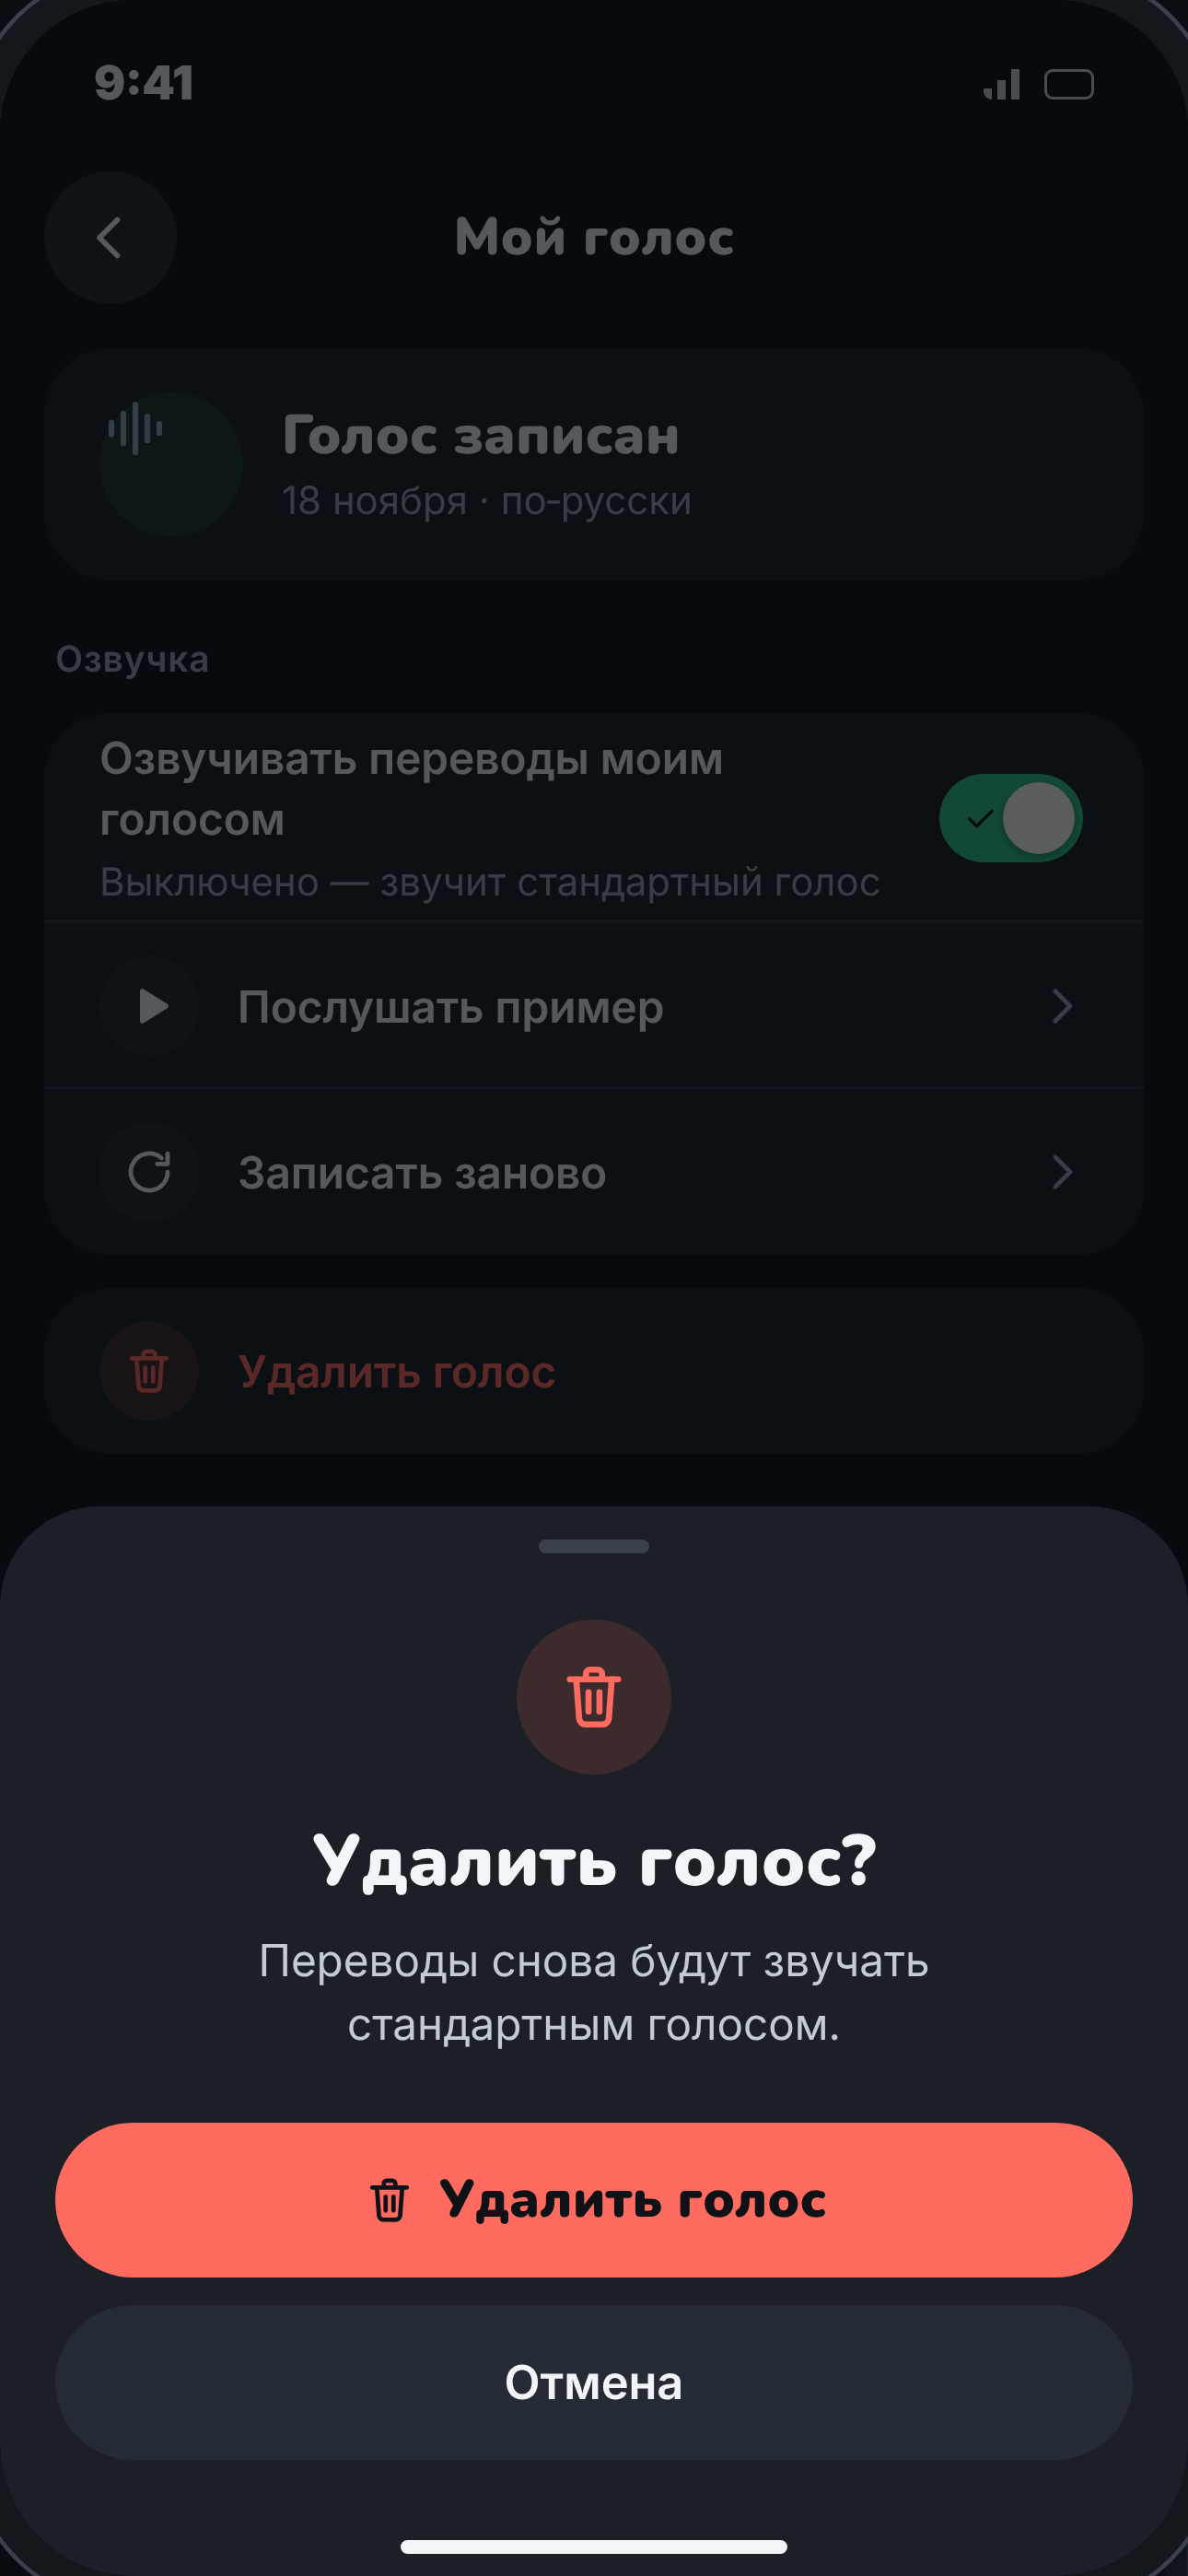 9:41
Мой голос
Голос записан
18 ноября · по-русски
Озвучка
Озвучивать переводы моим
голосом
Выключено — звучит стандартный голос
Послушать пример
Записать заново
Удалить голос
Удалить голос?
Переводы снова будут звучать
стандартным голосом.
Удалить голос
Отмена